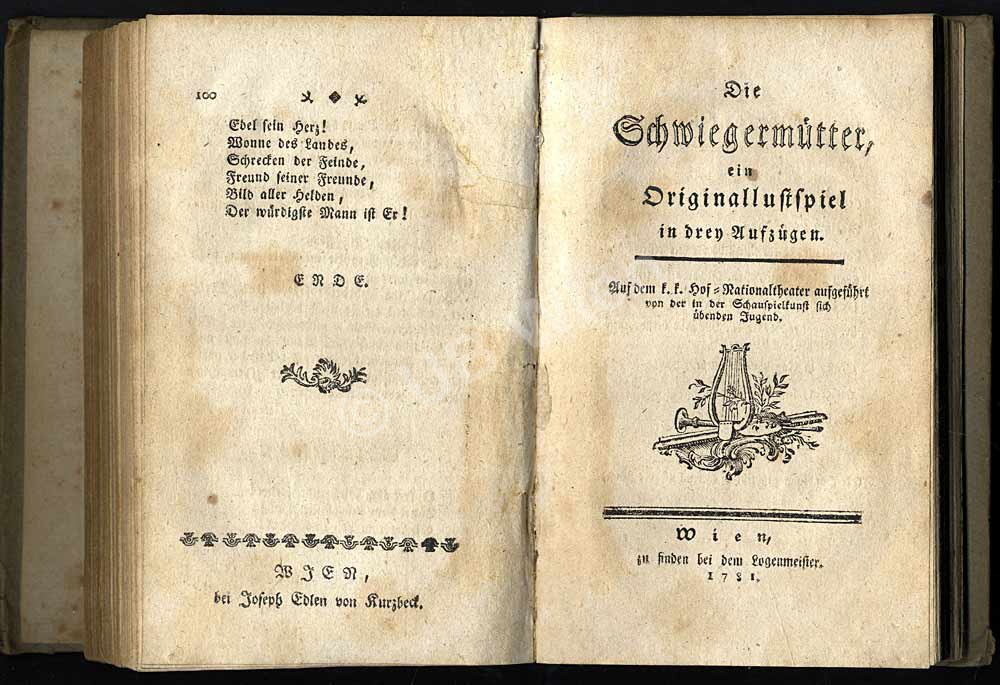 100
Edel sein Herz!
Wonne des Landes,
Schrecken der Feinde,
Freund seiner Freunde,
Bild aller Helden,
Der würdigste Mann ist Er!
ENDE.
WIEN,
bei Joseph Edlen von Kurzbeck.
Die
Schwiegermütter,
ein
Originallustspiel
in drey Aufzügen.
Auf dem k. k. Hof-Nationaltheater aufgeführt
von der in der Schauspielkunst sich
übenden Jugend.
Wien,
zu finden bei dem Logenmeister.
1781.